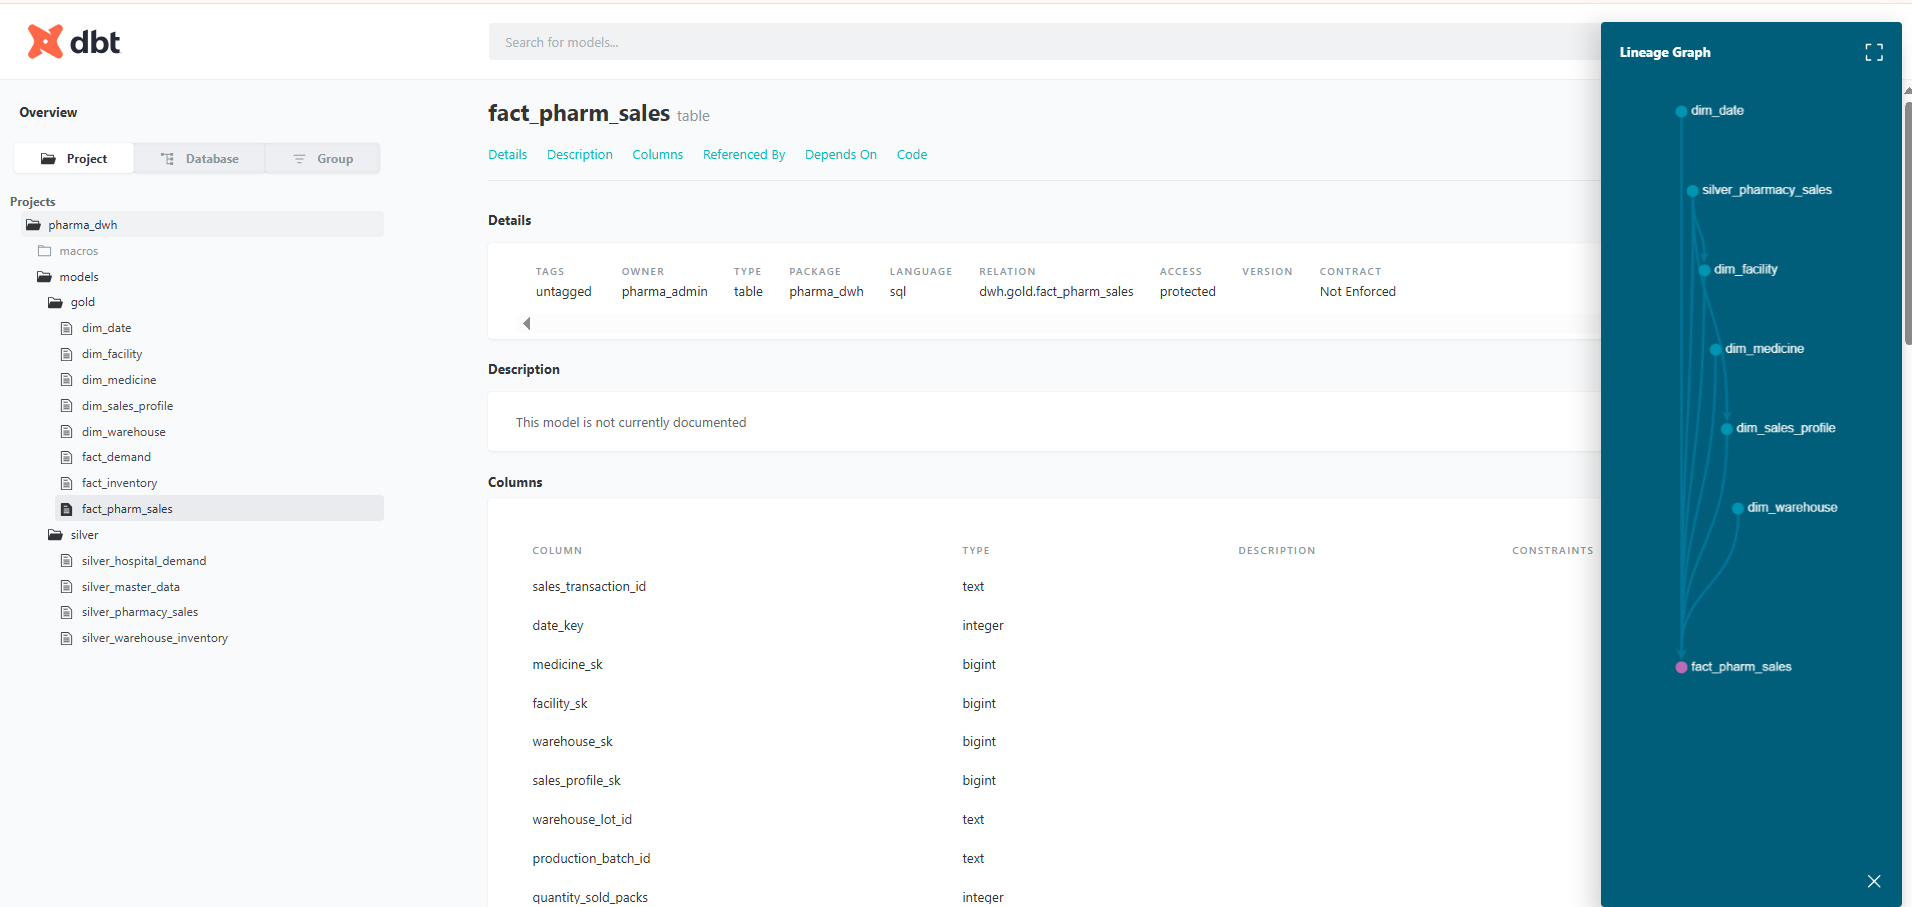 dbt
Search for models...
Overview
Project Database Group
Projects
pharma_dwh
macros
models
gold
dim_date
dim_facility
dim_medicine
dim_sales_profile
dim_warehouse
fact_demand
fact_inventory
fact_pharm_sales
silver
silver_hospital_demand
silver_master_data
silver_pharmacy_sales
silver_warehouse_inventory
fact_pharm_sales table
Details Description Columns Referenced By Depends On Code
Details
TAGS OWNER TYPE PACKAGE LANGUAGE RELATION ACCESS VERSION CONTRACT
untagged pharma_admin table pharma_dwh sql dwh.gold.fact_pharm_sales protected Not Enforced
Description
This model is not currently documented
Columns
COLUMN TYPE DESCRIPTION CONSTRAINTS
sales_transaction_id text
date_key integer
medicine_sk bigint
facility_sk bigint
warehouse_sk bigint
sales_profile_sk bigint
warehouse_lot_id text
production_batch_id text
quantity_sold_packs integer
Lineage Graph
dim_date
silver_pharmacy_sales
dim_facility
dim_medicine
dim_sales_profile
dim_warehouse
fact_pharm_sales